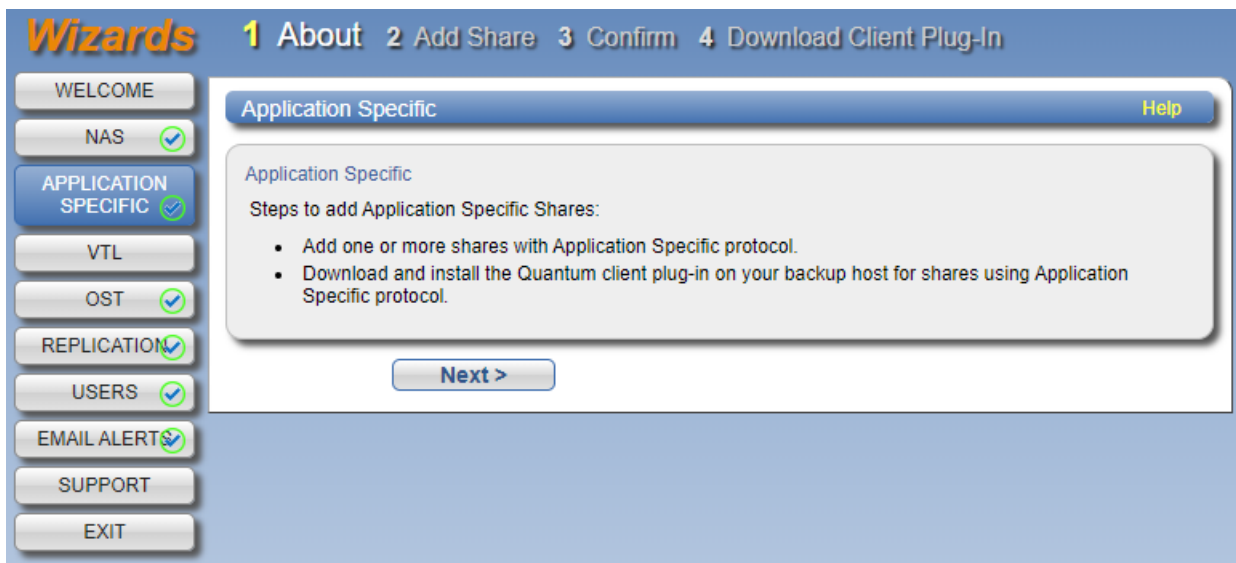 Wizards 1 About 2 Add Share 3 Confirm 4 Download Client Plug-In
WELCOME
NAS
APPLICATION
SPECIFIC
VTL
OST
REPLICATION
USERS
EMAIL ALERTS
SUPPORT
EXIT
Application Specific Help
Application Specific
Steps to add Application Specific Shares:
• Add one or more shares with Application Specific protocol.
• Download and install the Quantum client plug-in on your backup host for shares using Application
Specific protocol.
Next >